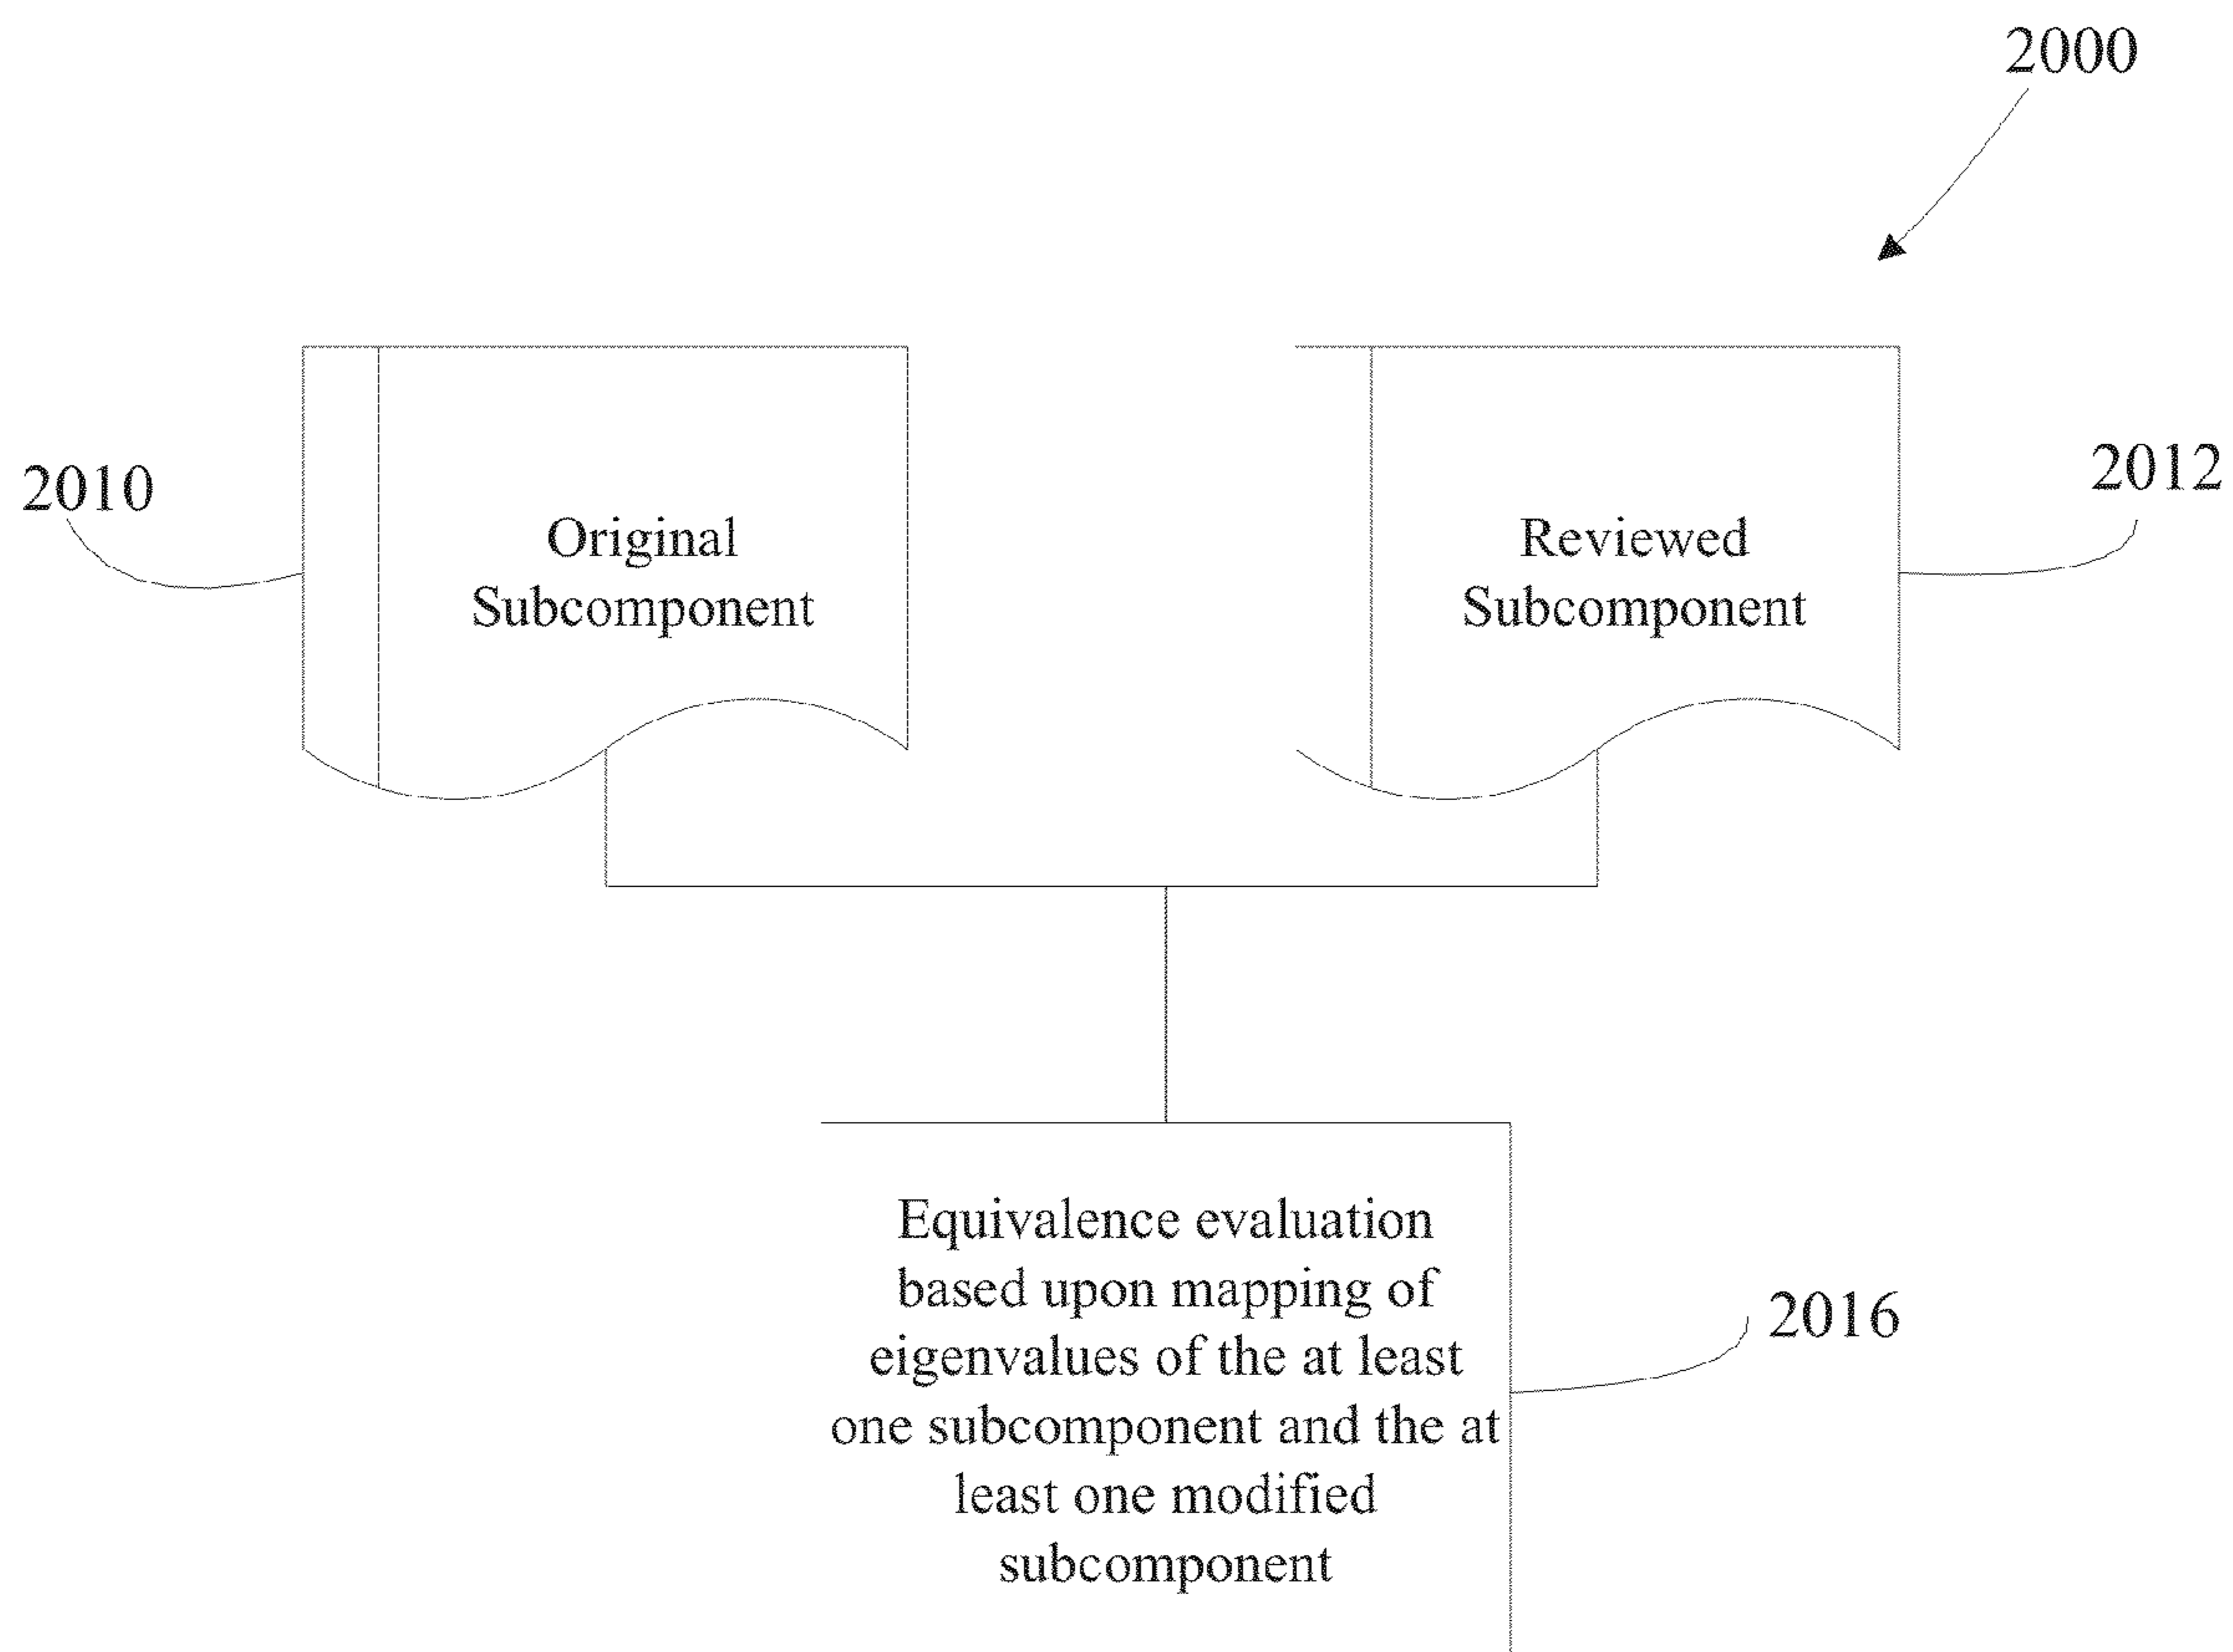 2000
2010
Original
Subcomponent
Reviewed
Subcomponent
2012
Equivalence evaluation
based upon mapping of
eigenvalues of the at least
one subcomponent and the at
least one modified
subcomponent
2016